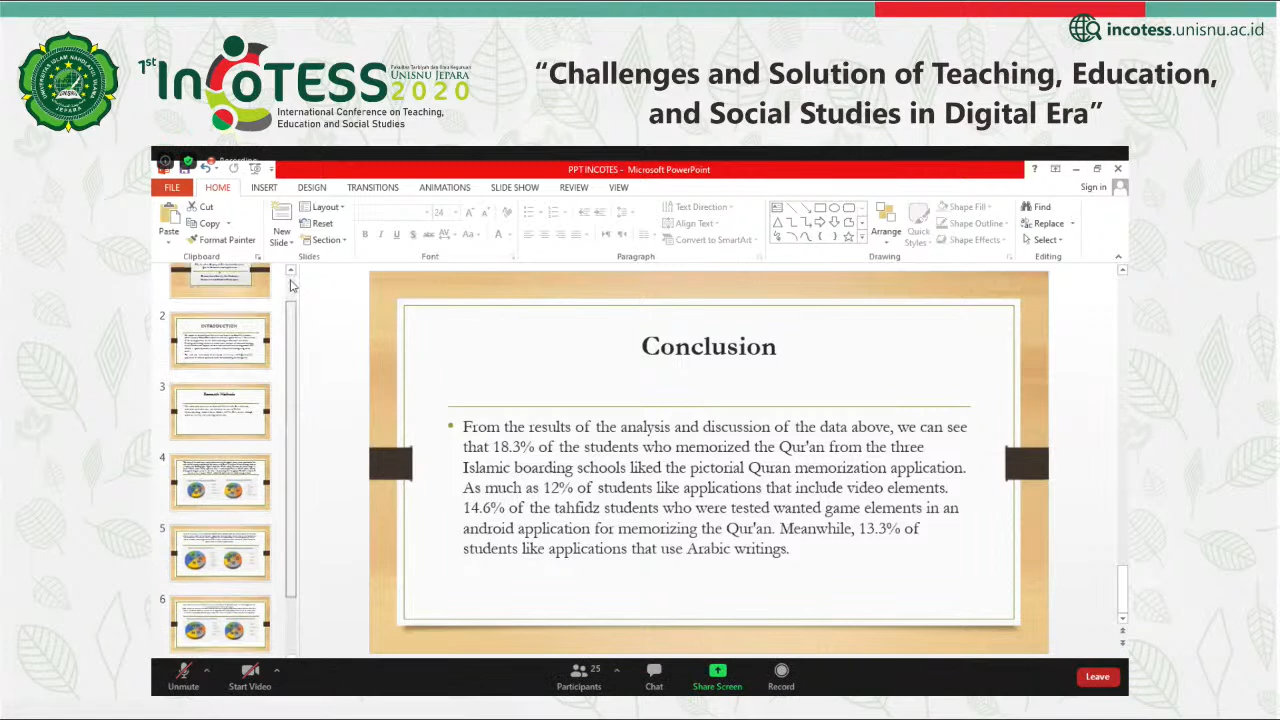 incotess.unisnu.ac.id
1st INCOTESS
Fakultas Tarbiyah dan Ilmu Keguruan
UNISNU JEPARA
2020
International Conference on Teaching,
Education and Social Studies
“Challenges and Solution of Teaching, Education,
and Social Studies in Digital Era”
Recording
PPT INCOTES - Microsoft PowerPoint
FILE HOME INSERT DESIGN TRANSITIONS ANIMATIONS SLIDE SHOW REVIEW VIEW Sign in
Cut
Copy
Format Painter
Paste
Clipboard
New
Slide
Layout
Reset
Section
Slides
24
Font
Text Direction
Align Text
Convert to SmartArt
Paragraph
Arrange
Quick
Styles
Shape Fill
Shape Outline
Shape Effects
Drawing
Find
Replace
Select
Editing
2
INTRODUCTION
3
Research Methods
4
5
6
Conclusion
• From the results of the analysis and discussion of the data above, we can see
that 18.3% of the students who memorized the Qur'an from the three
Islamic boarding schools liked the pictorial Quran memorization application.
As much as 12% of students like applications that include video elements.
14.6% of the tahfidz students who were tested wanted game elements in an
android application for memorizing the Qur'an. Meanwhile, 13.3% of
students like applications that use Arabic writings.
Unmute
Start Video
25
Participants
Chat
Share Screen
Record
Leave